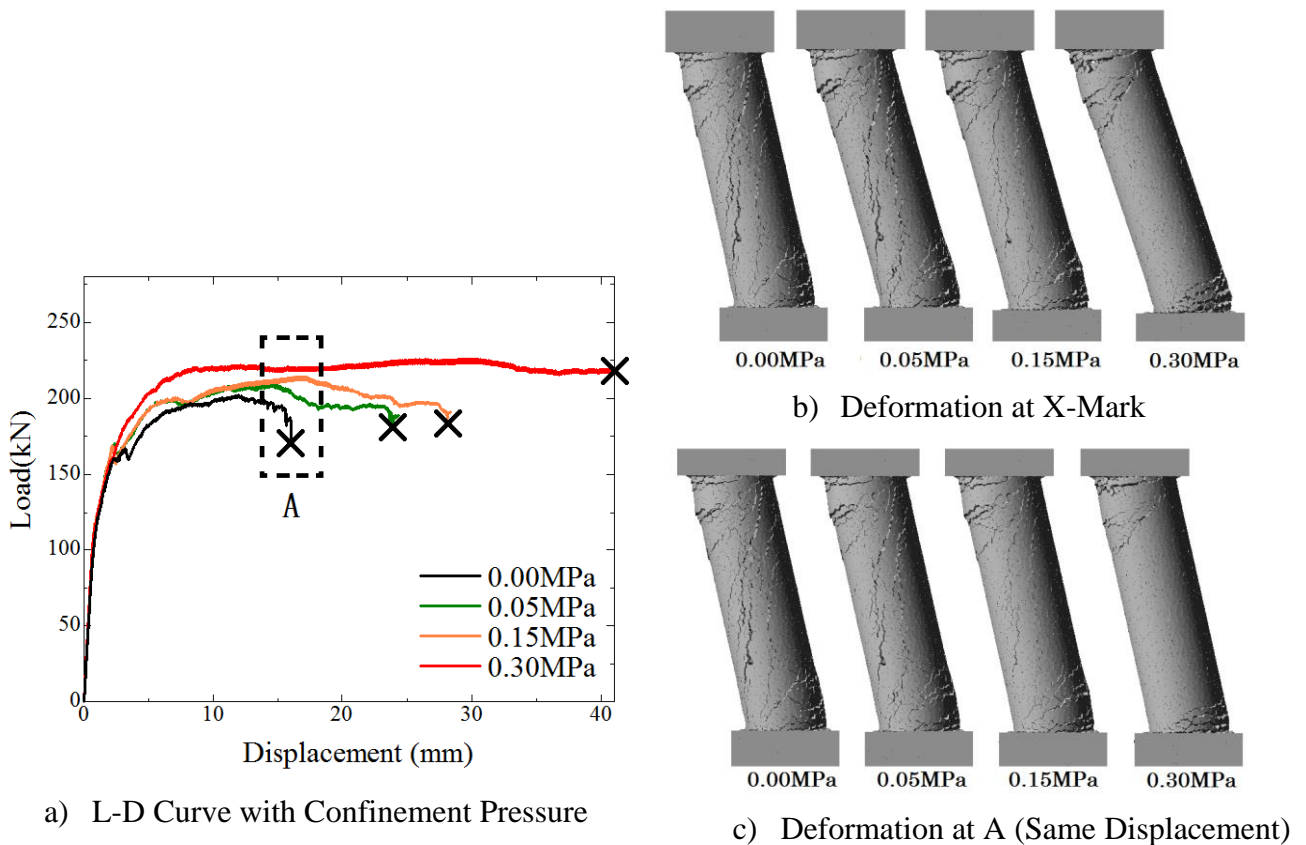 Load(kN)
250
200
150
100
50
0
0
10
20
30
40
A
0.00MPa
0.05MPa
0.15MPa
0.30MPa
Displacement (mm)
a) L-D Curve with Confinement Pressure
0.00MPa 0.05MPa 0.15MPa 0.30MPa
b) Deformation at X-Mark
0.00MPa 0.05MPa 0.15MPa 0.30MPa
c) Deformation at A (Same Displacement)